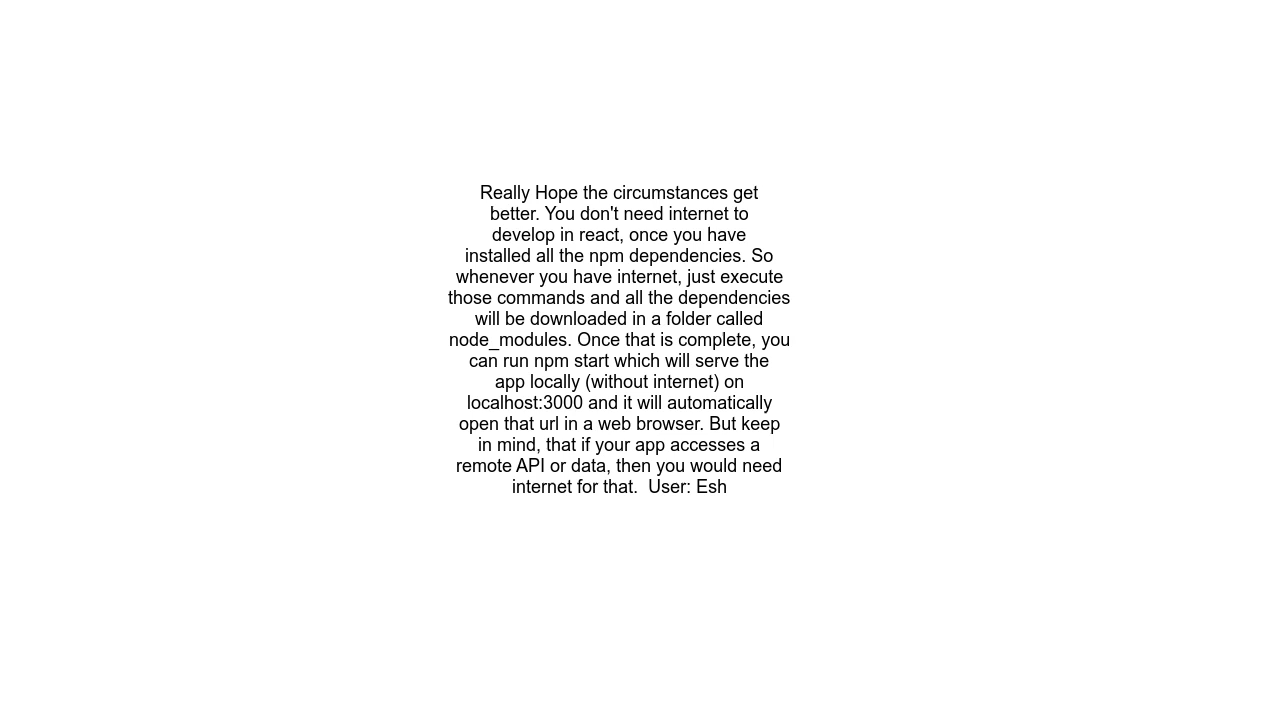 Really Hope the circumstances get
better. You don't need internet to
develop in react, once you have
installed all the npm dependencies. So
whenever you have internet, just execute
those commands and all the dependencies
will be downloaded in a folder called
node_modules. Once that is complete, you
can run npm start which will serve the
app locally (without internet) on
localhost:3000 and it will automatically
open that url in a web browser. But keep
in mind, that if your app accesses a
remote API or data, then you would need
internet for that.  User: Esh